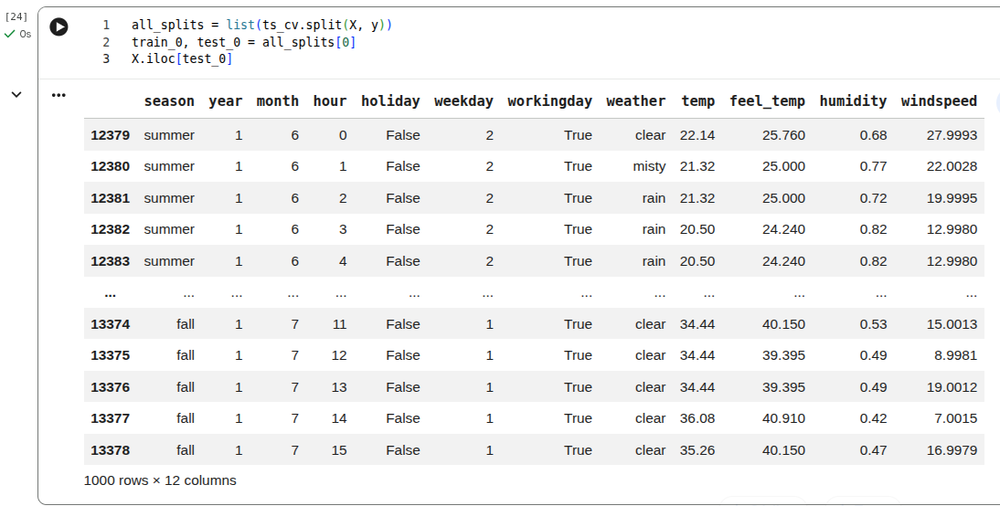 [24]
0s
1 all_splits = list(ts_cv.split(X, y))
2 train_0, test_0 = all_splits[0]
3 X.iloc[test_0]
season year month hour holiday weekday workingday weather temp feel_temp humidity windspeed
12379 summer 1 6 0 False 2 True clear 22.14 25.760 0.68 27.9993
12380 summer 1 6 1 False 2 True misty 21.32 25.000 0.77 22.0028
12381 summer 1 6 2 False 2 True rain 21.32 25.000 0.72 19.9995
12382 summer 1 6 3 False 2 True rain 20.50 24.240 0.82 12.9980
12383 summer 1 6 4 False 2 True rain 20.50 24.240 0.82 12.9980
... ... ... ... ... ... ... ... ... ... ... ... ...
13374 fall 1 7 11 False 1 True clear 34.44 40.150 0.53 15.0013
13375 fall 1 7 12 False 1 True clear 34.44 39.395 0.49 8.9981
13376 fall 1 7 13 False 1 True clear 34.44 39.395 0.49 19.0012
13377 fall 1 7 14 False 1 True clear 36.08 40.910 0.42 7.0015
13378 fall 1 7 15 False 1 True clear 35.26 40.150 0.47 16.9979
1000 rows × 12 columns